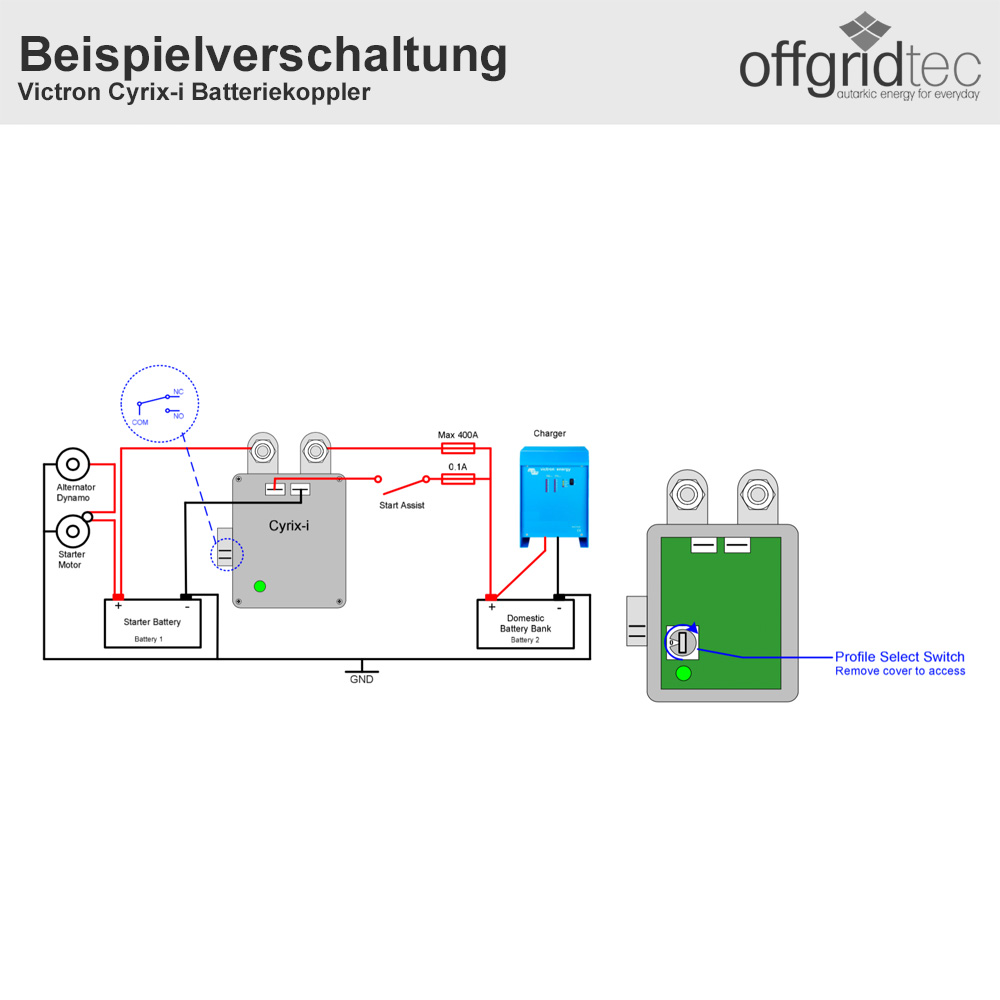 Beispielverschaltung
Victron Cyrix-i Batteriekoppler
offgridtec
autarkic energy for everyday
NC
NO
COM
Max 400A
Charger
0.1A
victron energy
Alternator
Dynamo
Start Assist
Cyrix-i
Starter
Motor
+
-
Starter Battery
Battery 1
+
-
Domestic
Battery Bank
Battery 2
GND
Profile Select Switch
Remove cover to access